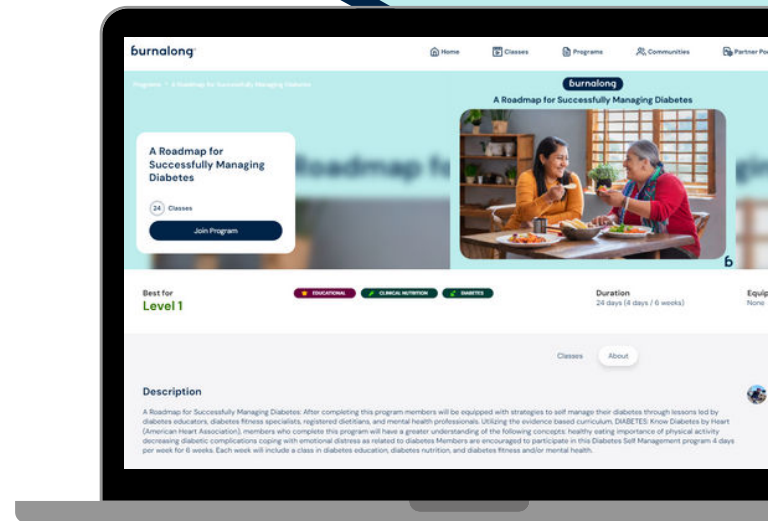 burnalong
Home
Classes
Programs
Communities
Partner Po
Programs > A Roadmap for Successfully Managing Diabetes
burnalong
A Roadmap for Successfully Managing Diabetes
A Roadmap for
Successfully Managing
Diabetes
24 Classes
Join Program
Best for
Level 1
EDUCATIONAL
CLINICAL NUTRITION
DIABETES
Duration
24 days (4 days / 6 weeks)
Equip
None
Classes
About
Description
A Roadmap for Successfully Managing Diabetes: After completing this program members will be equipped with strategies to self manage their diabetes through lessons led by
diabetes educators, diabetes fitness specialists, registered dietitians, and mental health professionals. Utilizing the evidence based curriculum, DIABETES: Know Diabetes by Heart
(American Heart Association), members who complete this program will have a greater understanding of the following concepts: healthy eating importance of physical activity
decreasing diabetic complications coping with emotional distress as related to diabetes Members are encouraged to participate in this Diabetes Self Management program 4 days
per week for 6 weeks. Each week will include a class in diabetes education, diabetes nutrition, and diabetes fitness and/or mental health.